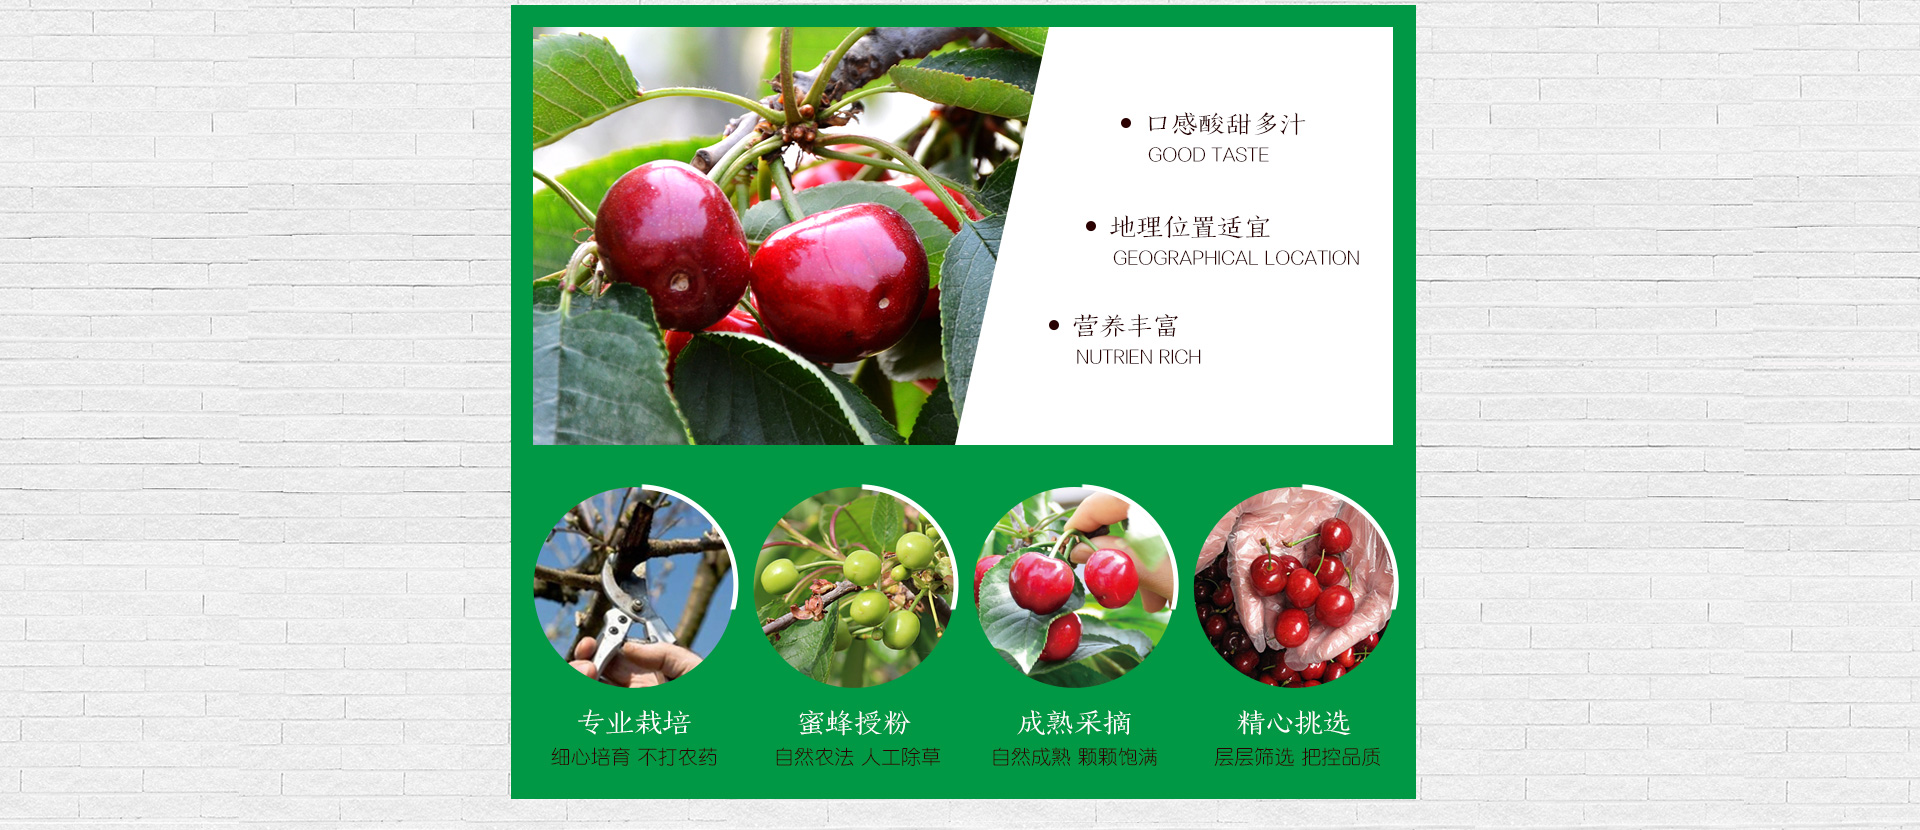 口感酸甜多汁
GOOD TASTE
地理位置适宜
GEOGRAPHICAL LOCATION
营养丰富
NUTRIEN RICH
专业栽培
细心培育 不打农药
蜜蜂授粉
自然农法 人工除草
成熟采摘
自然成熟 颗颗饱满
精心挑选
层层筛选 把控品质